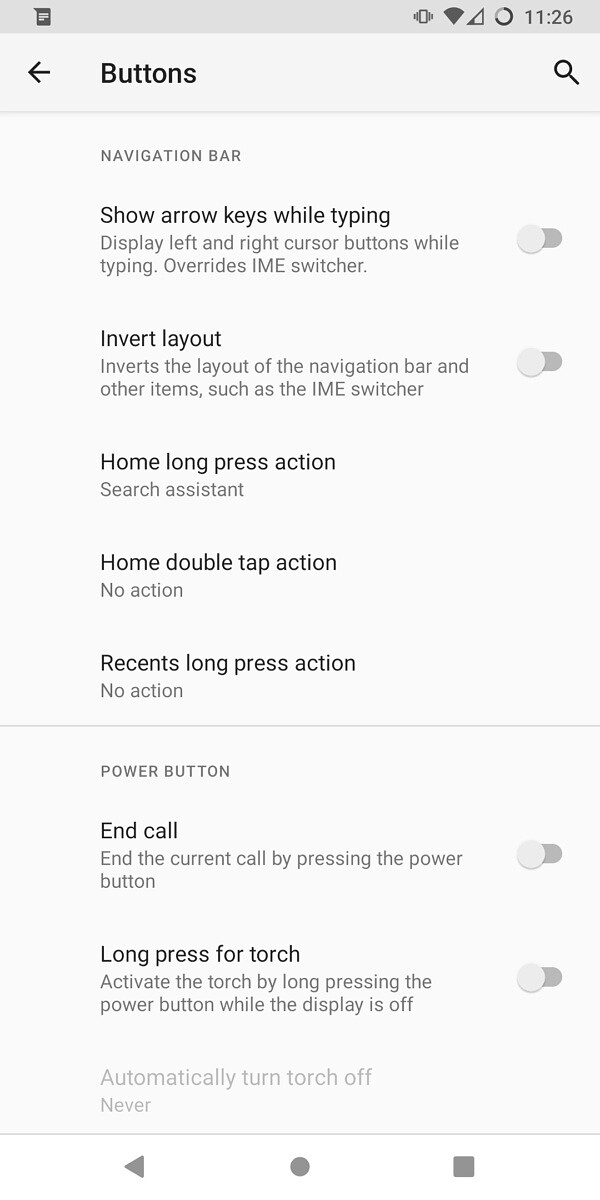 11:26
Buttons
NAVIGATION BAR
Show arrow keys while typing
Display left and right cursor buttons while
typing. Overrides IME switcher.
Invert layout
Inverts the layout of the navigation bar and
other items, such as the IME switcher
Home long press action
Search assistant
Home double tap action
No action
Recents long press action
No action
POWER BUTTON
End call
End the current call by pressing the power
button
Long press for torch
Activate the torch by long pressing the
power button while the display is off
Automatically turn torch off
Never